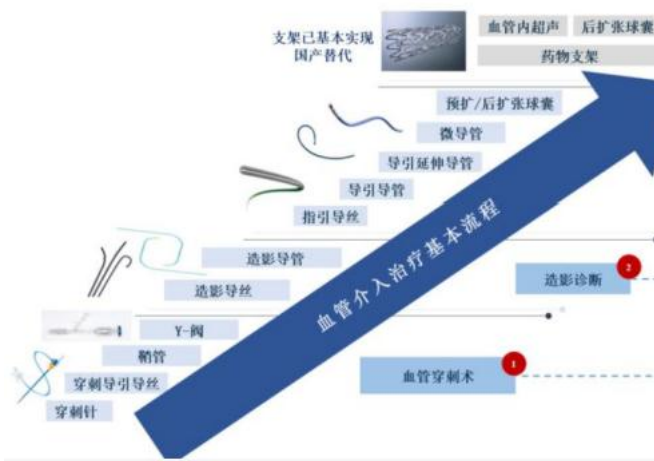 支架已基本实现
国产替代
血管内超声
后扩张球囊
药物支架
预扩/后扩张球囊
微导管
导引延伸导管
导引导管
指引导丝
造影导管
造影导丝
Y-阀
鞘管
穿刺导引导丝
穿刺针
血管介入治疗基本流程
造影诊断
2
血管穿刺术
1